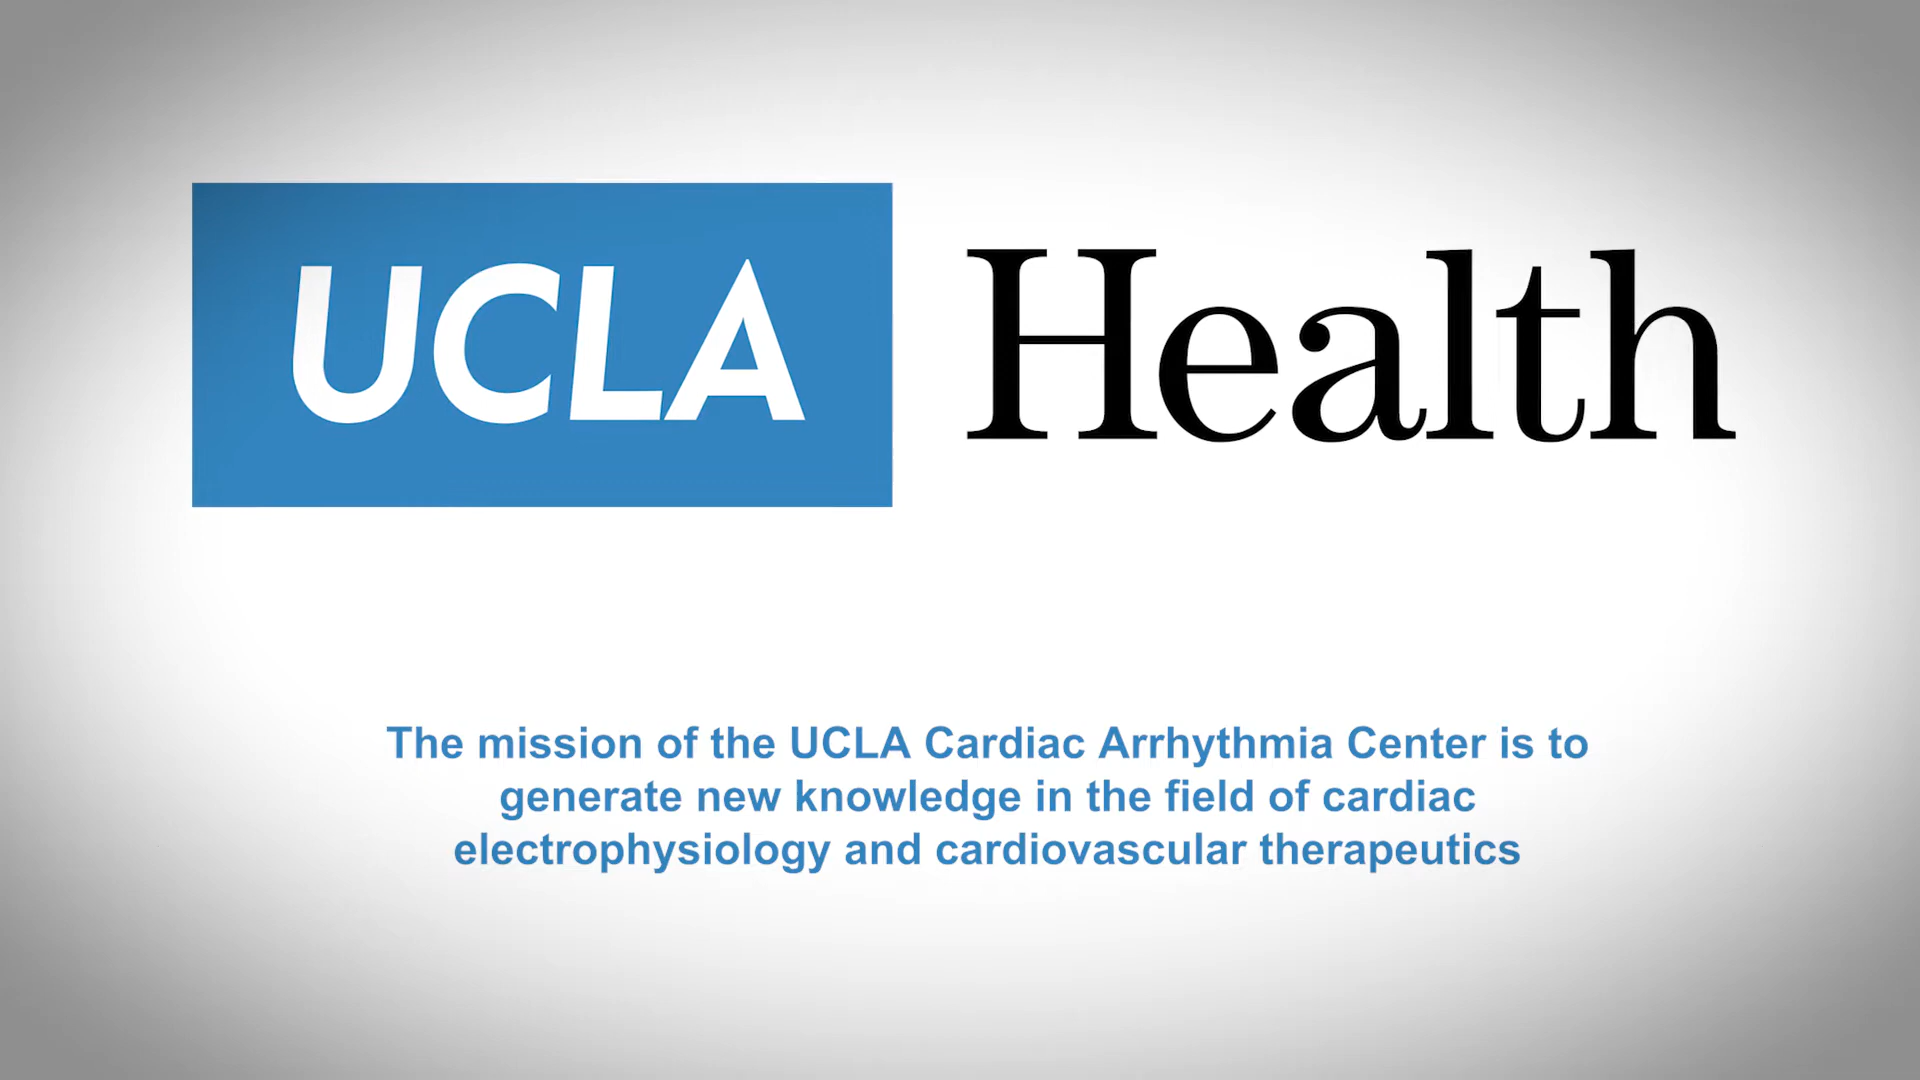 UCLA Health
The mission of the UCLA Cardiac Arrhythmia Center is to
generate new knowledge in the field of cardiac
electrophysiology and cardiovascular therapeutics